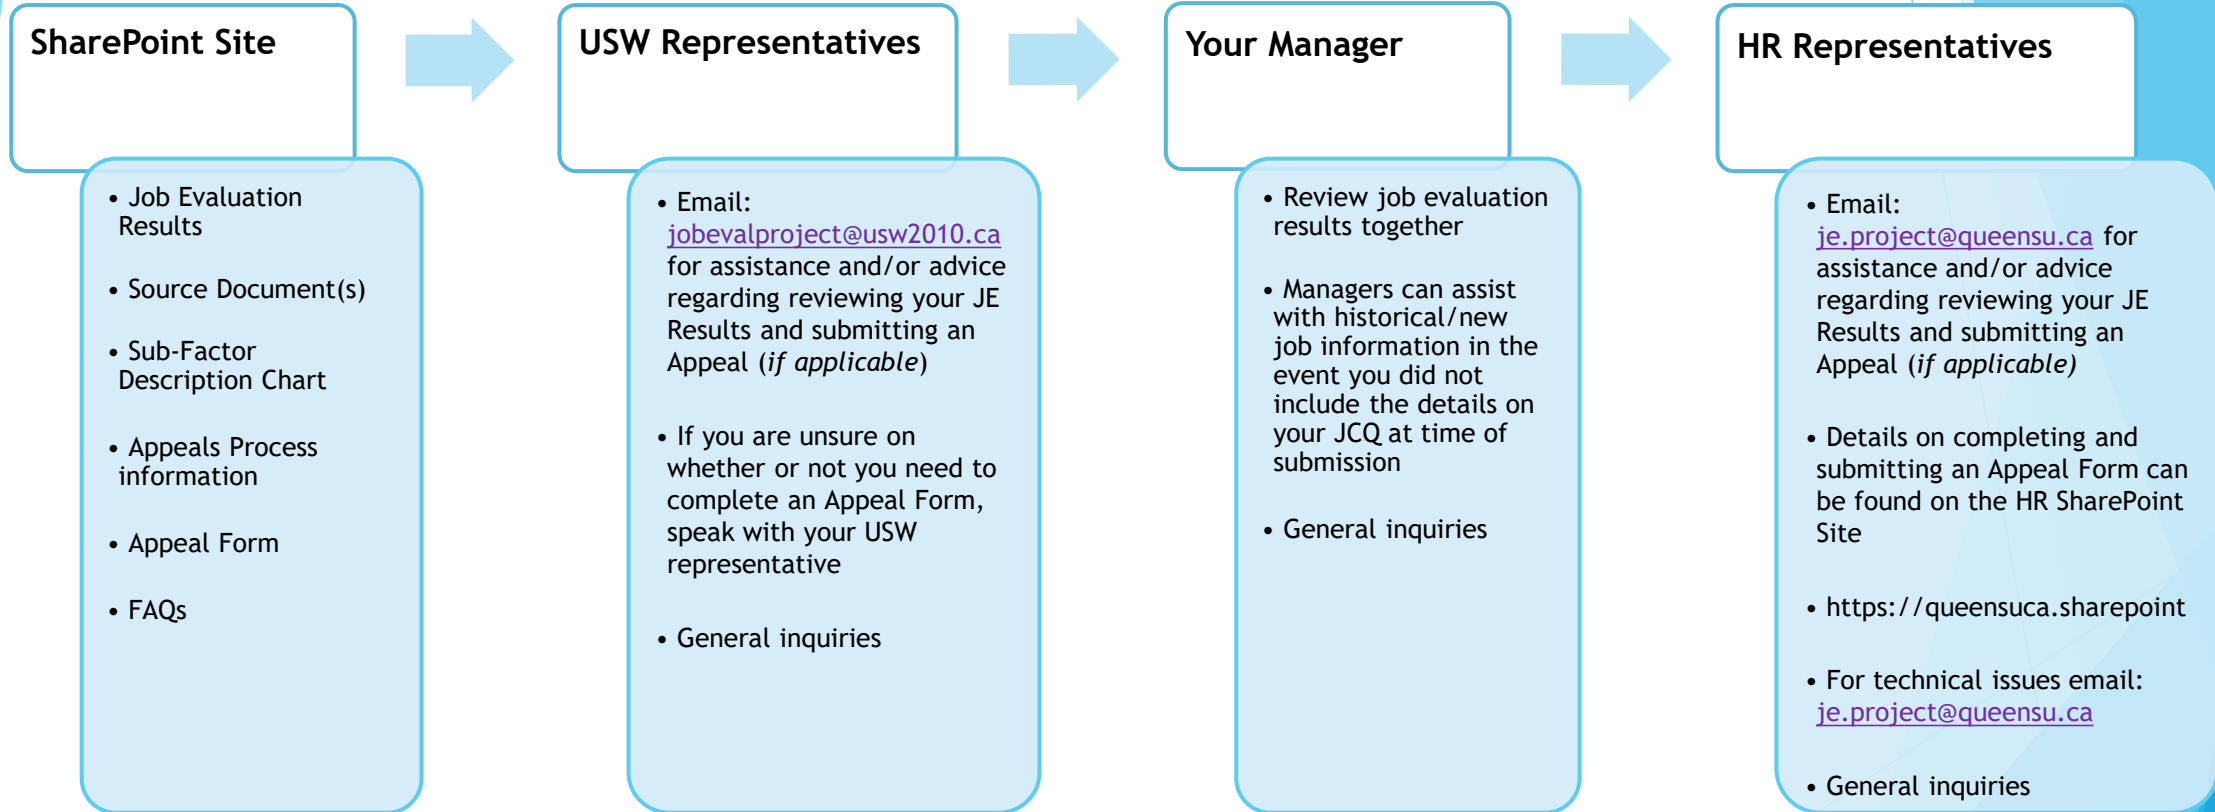 SharePoint Site
• Job Evaluation
Results
• Source Document(s)
• Sub-Factor
Description Chart
• Appeals Process
information
• Appeal Form
• FAQs
USW Representatives
• Email:
jobevalproject@usw2010.ca
for assistance and/or advice
regarding reviewing your JE
Results and submitting an
Appeal (if applicable)
• If you are unsure on
whether or not you need to
complete an Appeal Form,
speak with your USW
representative
• General inquiries
Your Manager
• Review job evaluation
results together
• Managers can assist
with historical/new
job information in the
event you did not
include the details on
your JCQ at time of
submission
• General inquiries
HR Representatives
• Email:
je.project@queensu.ca for
assistance and/or advice
regarding reviewing your JE
Results and submitting an
Appeal (if applicable)
• Details on completing and
submitting an Appeal Form can
be found on the HR SharePoint
Site
• https://queensuca.sharepoint
• For technical issues email:
je.project@queensu.ca
• General inquiries